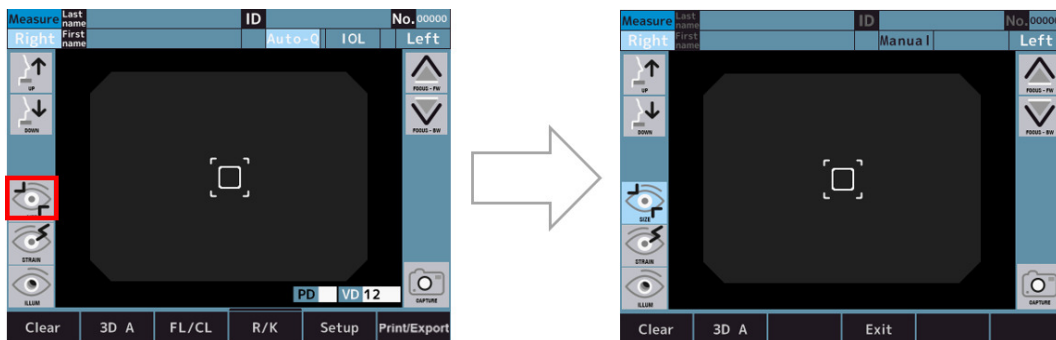 Measure Last name ID No. 00000
Right First name Auto-Q IOL Left
UP
FOCUS - FW
DOWN
FOCUS - BW
STRAIN
ILLUM
CAPTURE
PD VD 12
Clear 3D A FL/CL R/K Setup Print/Export
Measure Last name ID No. 00000
Right First name Manual Left
UP
FOCUS - FW
DOWN
FOCUS - BW
SIZE
STRAIN
ILLUM
CAPTURE
Clear 3D A Exit